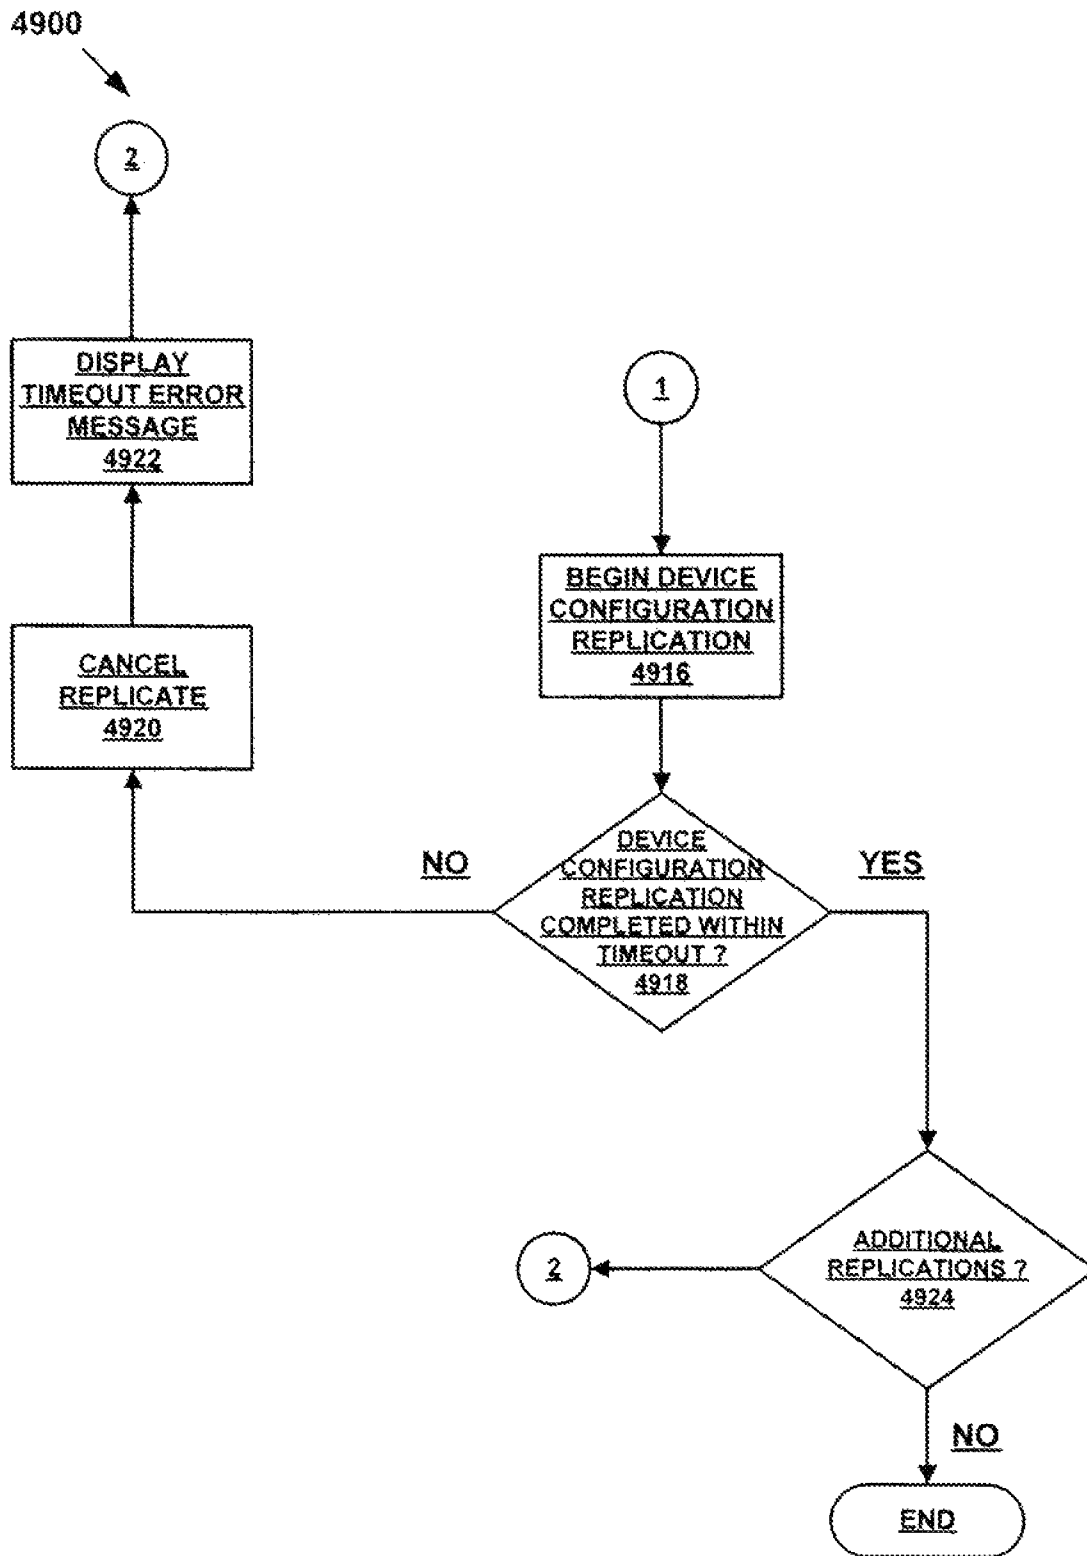 4900
2
DISPLAY
TIMEOUT ERROR
MESSAGE
4922
1
BEGIN DEVICE
CONFIGURATION
REPLICATION
4916
CANCEL
REPLICATE
4920
NO
DEVICE
CONFIGURATION
REPLICATION
COMPLETED WITHIN
TIMEOUT ?
4918
YES
2
ADDITIONAL
REPLICATIONS ?
4924
NO
END